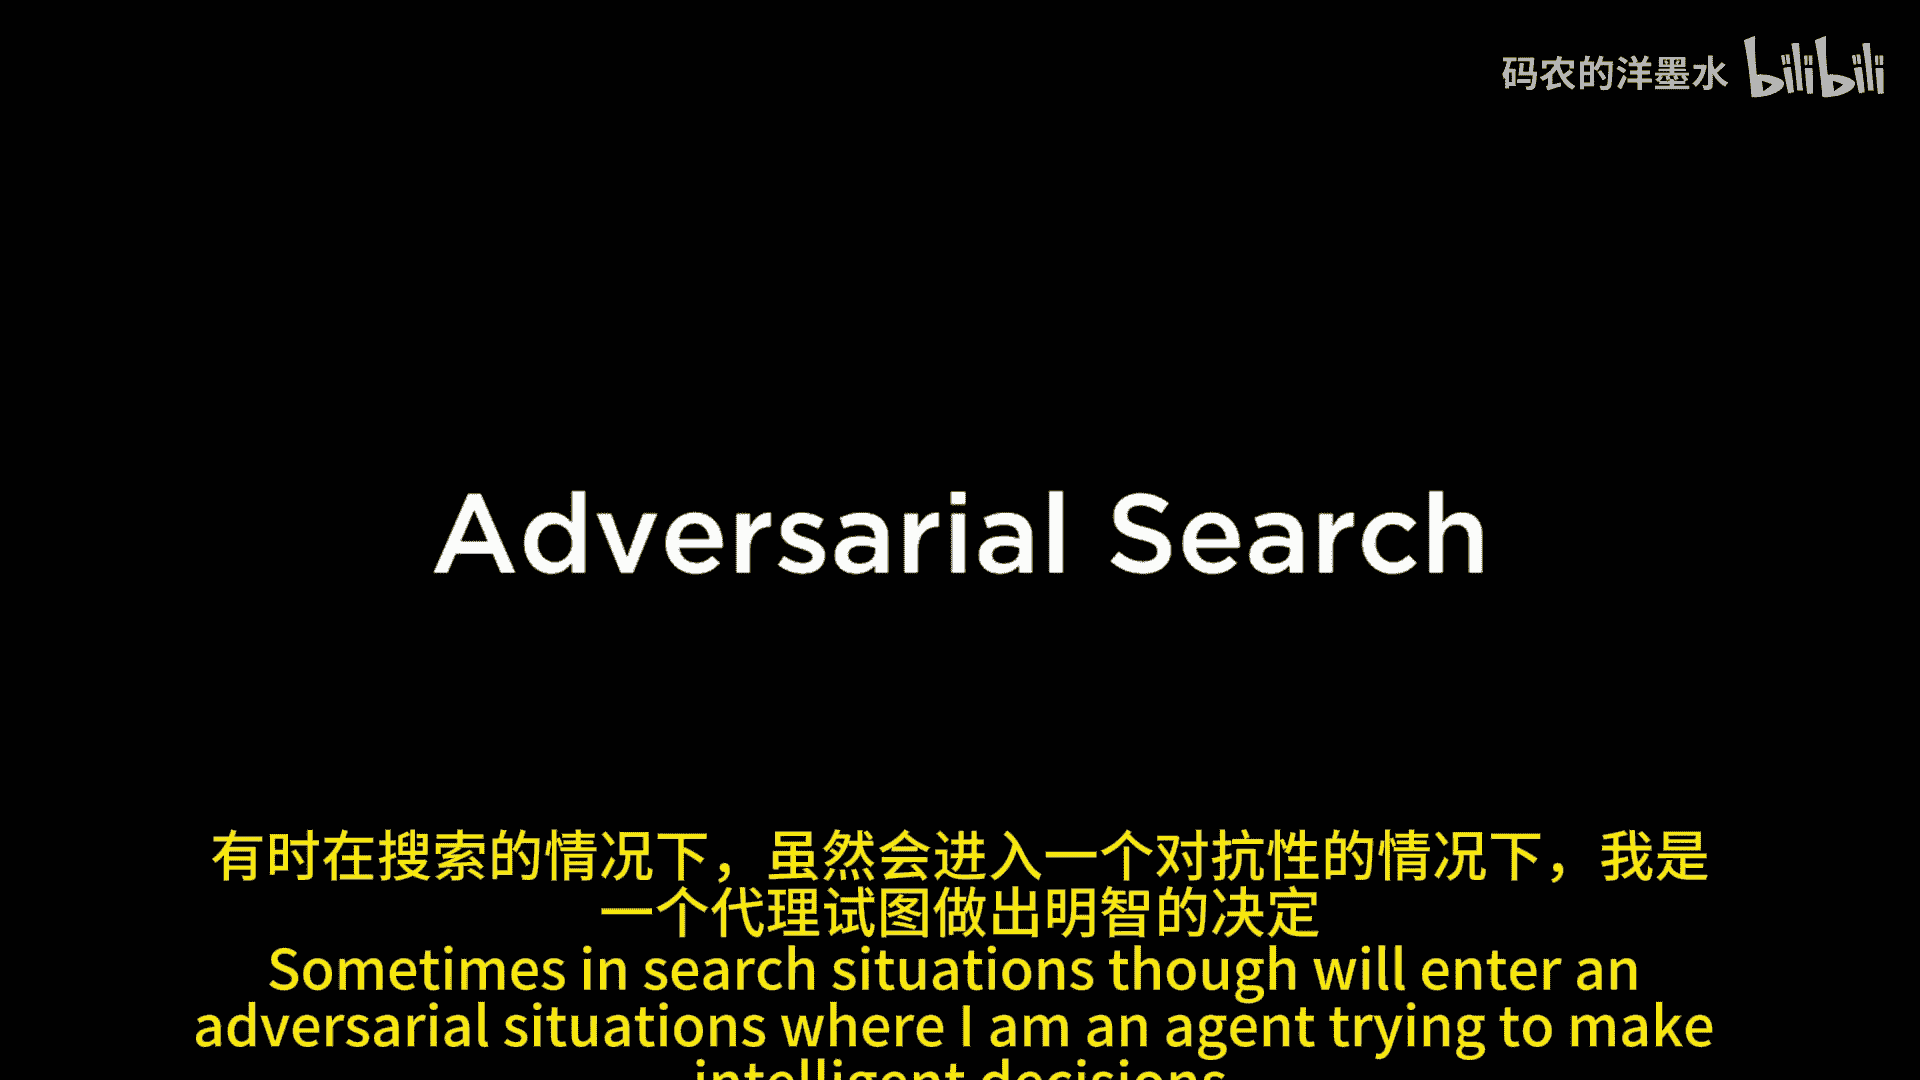 码农的洋墨水 bilibili
Adversarial Search
有时在搜索的情况下，虽然会进入一个对抗性的情况下，我是
一个代理试图做出明智的决定
Sometimes in search situations though will enter an
adversarial situations where I am an agent trying to make
intelligent decisions